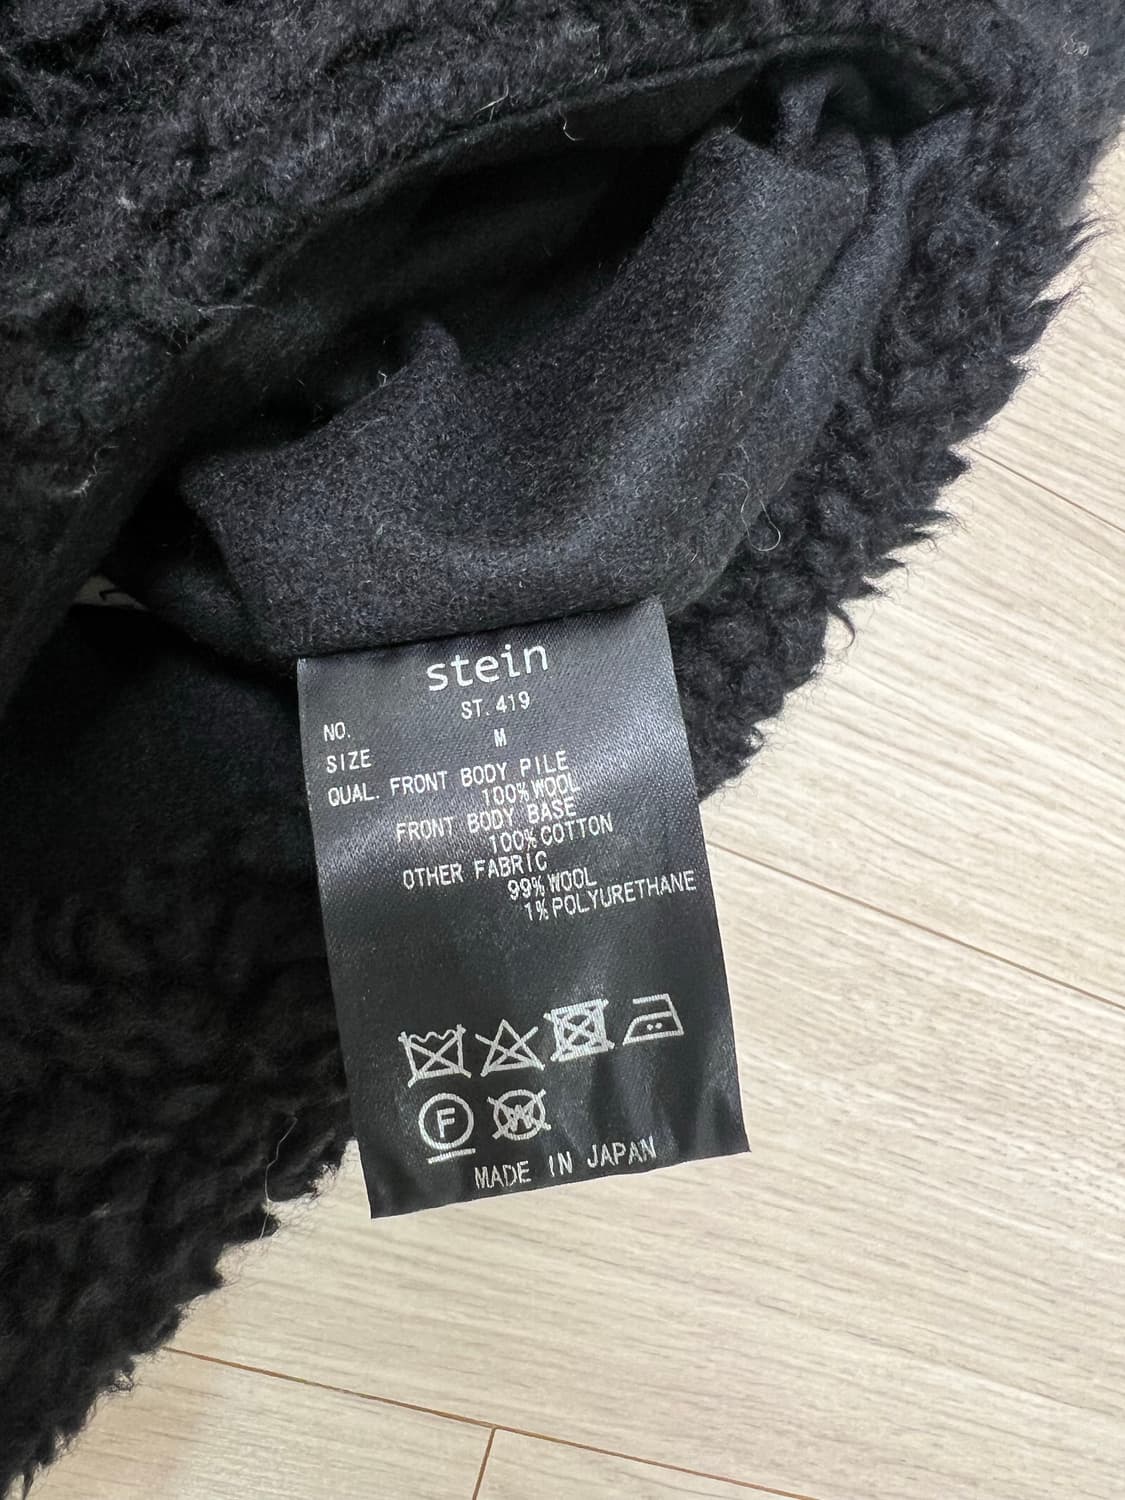 stein
NO. ST.419
SIZE M
QUAL. FRONT BODY PILE
100%WOOL
FRONT BODY BASE
100%COTTON
OTHER FABRIC
99%WOOL
1%POLYURETHANE
F W
MADE IN JAPAN